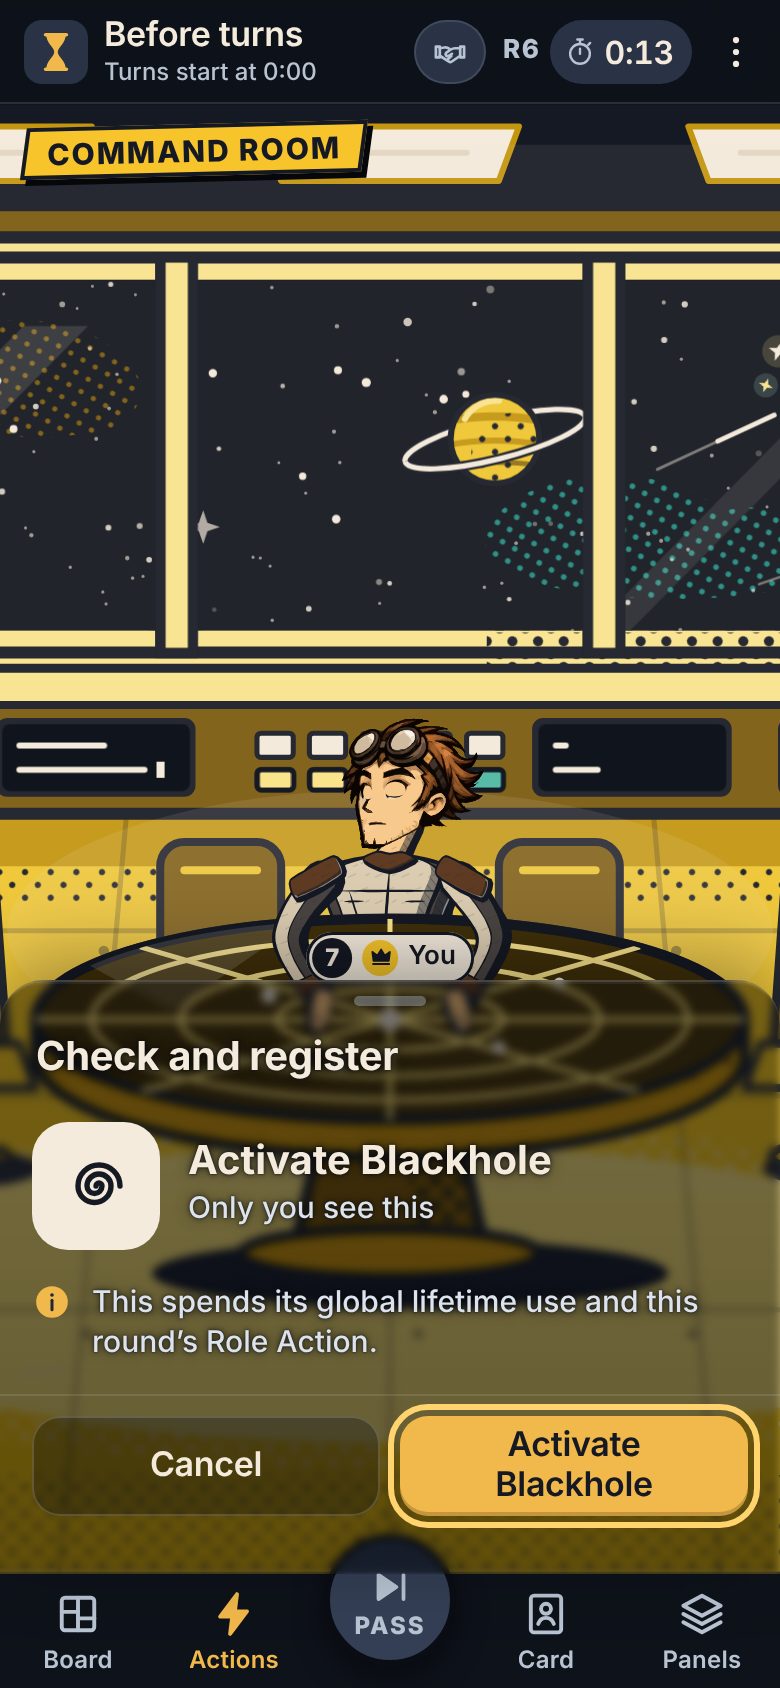 Before turns
Turns start at 0:00
R6
0:13
COMMAND ROOM
7
You
Check and register
Activate Blackhole
Only you see this
This spends its global lifetime use and this
round’s Role Action.
Cancel
Activate
Blackhole
PASS
Board
Actions
Card
Panels